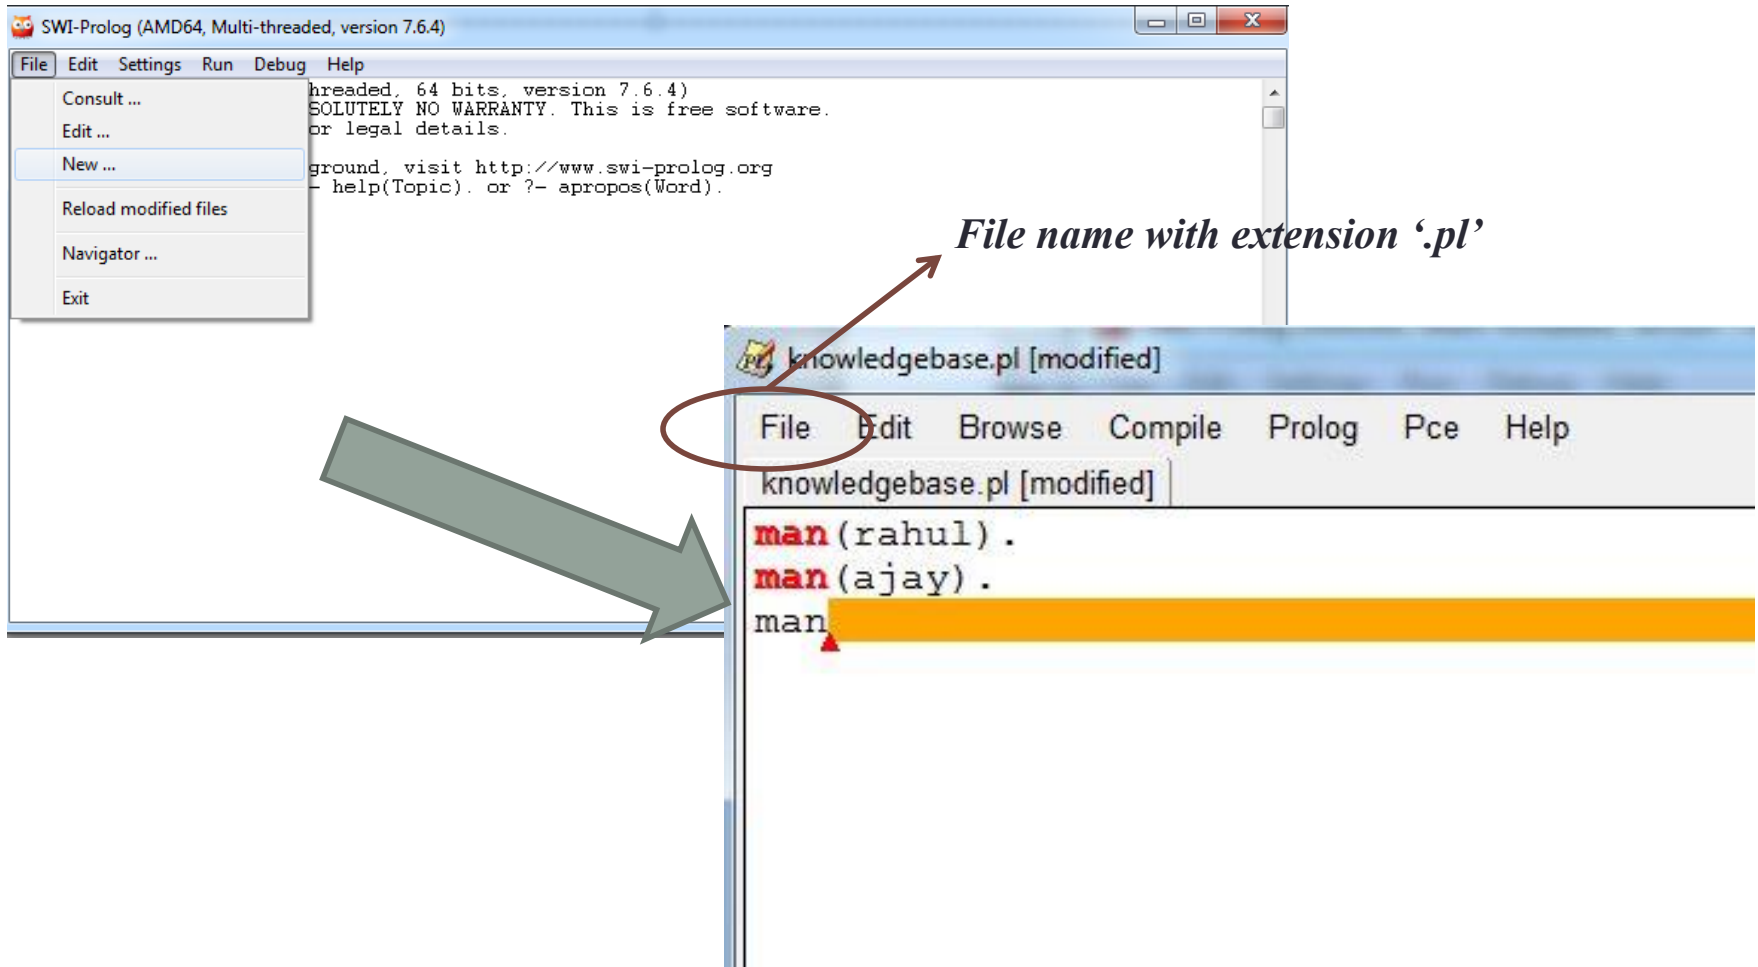 SWI-Prolog (AMD64, Multi-threaded, version 7.6.4)
File Edit Settings Run Debug Help
hreaded, 64 bits, version 7.6.4)
SOLUTELY NO WARRANTY. This is free software.
or legal details.
ground, visit http://www.swi-prolog.org
- help(Topic). or ?- apropos(Word).
Consult ...
Edit ...
New ...
Reload modified files
Navigator ...
Exit
File name with extension ‘.pl’
knowledgebase.pl [modified]
File Edit Browse Compile Prolog Pce Help
knowledgebase.pl [modified]
man(rahul).
man(ajay).
man